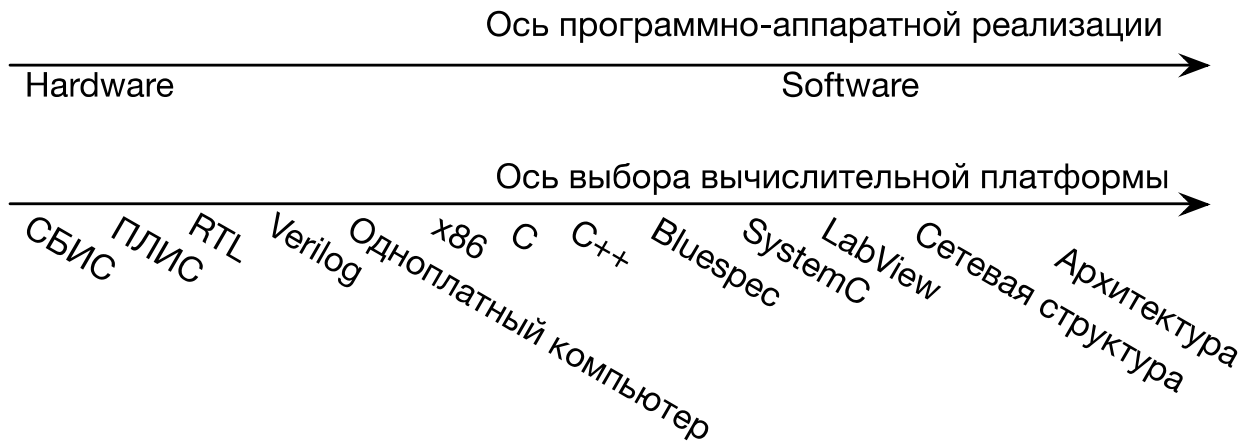 Ось программно-аппаратной реализации
Hardware
Software
Ось выбора вычислительной платформы
СБИС
ПЛИС
RTL
Verilog
Одноплатный компьютер
x86
C
C++
Bluespec
SystemC
LabView
Сетевая структура
Архитектура